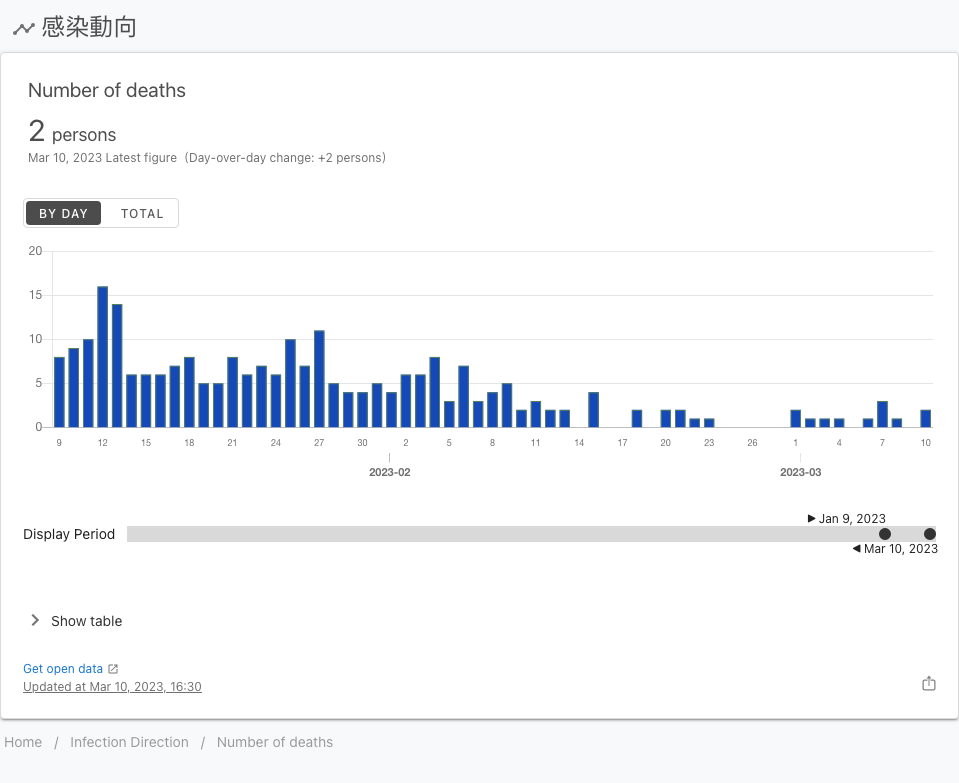 感染動向
Number of deaths
2 persons
Mar 10, 2023 Latest figure (Day-over-day change: +2 persons)
BY DAY TOTAL
20
15
10
5
0
9 12 15 18 21 24 27 30 2 5 8 11 14 17 20 23 26 1 4 7 10
2023-02 2023-03
Jan 9, 2023
Display Period
Mar 10, 2023
Show table
Get open data
Updated at Mar 10, 2023, 16:30
Home / Infection Direction / Number of deaths